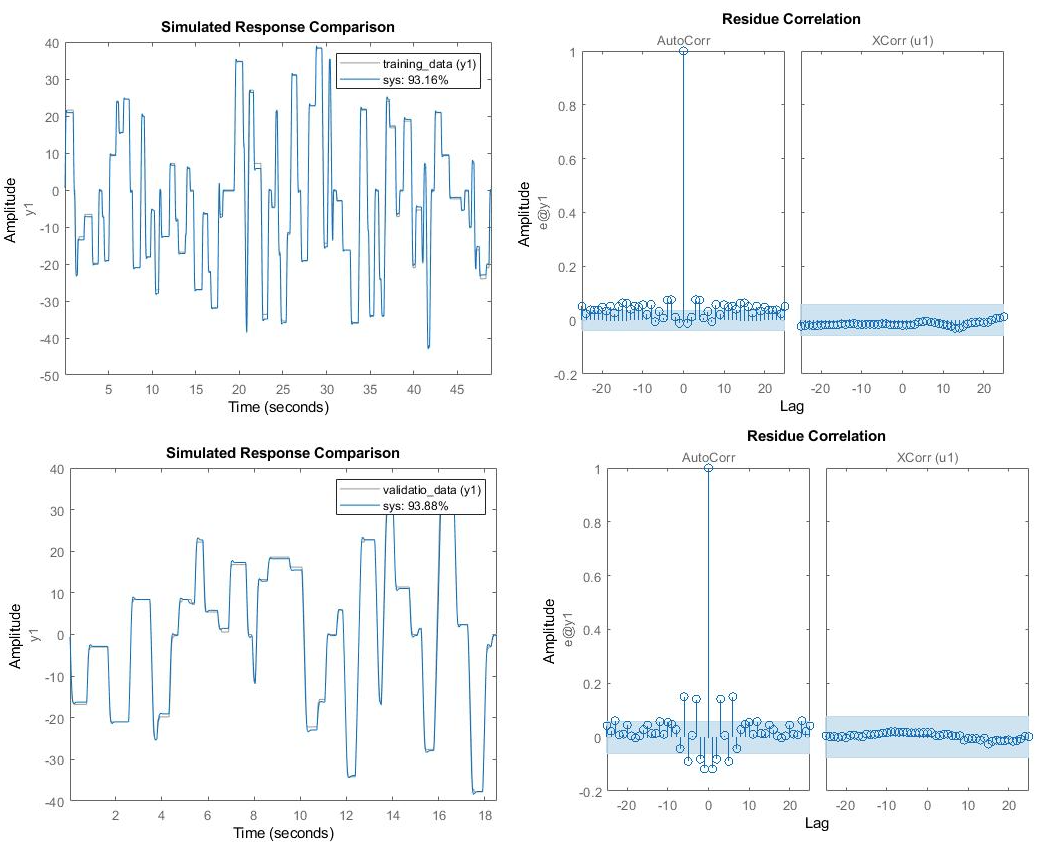 Simulated Response Comparison
training_data (y1)
sys: 93.16%
40
30
20
10
0
-10
-20
-30
-40
-50
Amplitude
y1
5
10
15
20
25
30
35
40
45
Time (seconds)
Residue Correlation
AutoCorr
XCorr (u1)
1
0.8
0.6
0.4
0.2
0
-0.2
Amplitude
e@y1
-20
-10
0
10
20
-20
-10
0
10
20
Lag
Simulated Response Comparison
validatio_data (y1)
sys: 93.88%
40
30
20
10
0
-10
-20
-30
-40
Amplitude
y1
2
4
6
8
10
12
14
16
18
Time (seconds)
Residue Correlation
AutoCorr
XCorr (u1)
1
0.8
0.6
0.4
0.2
0
-0.2
Amplitude
e@y1
-20
-10
0
10
20
-20
-10
0
10
20
Lag